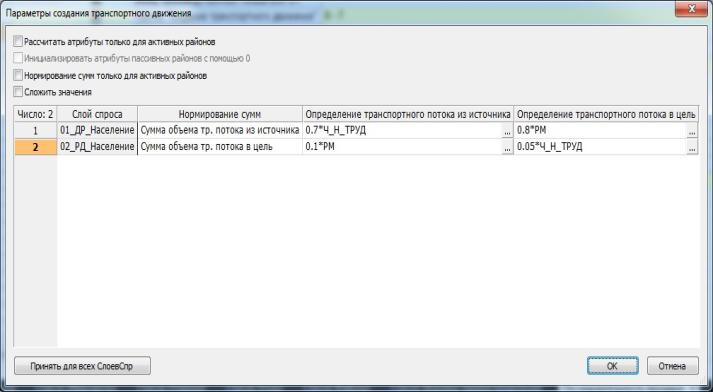 Параметры создания транспортного движения
Рассчитать атрибуты только для активных районов
Инициализировать атрибуты пассивных районов с помощью 0
Нормирование сумм только для активных районов
Сложить значения
Число: 2 Слой спроса Нормирование сумм Определение транспортного потока из источника Определение транспортного потока в цель
1 01_ДР_Население Сумма объема тр. потока из источника 0.7*Ч_Н_ТРУД ... 0.8*РМ ...
2 02_РД_Население Сумма объема тр. потока в цель 0.1*РМ ... 0.05*Ч_Н_ТРУД ...
Принять для всех СлоевСпр ОК Отмена